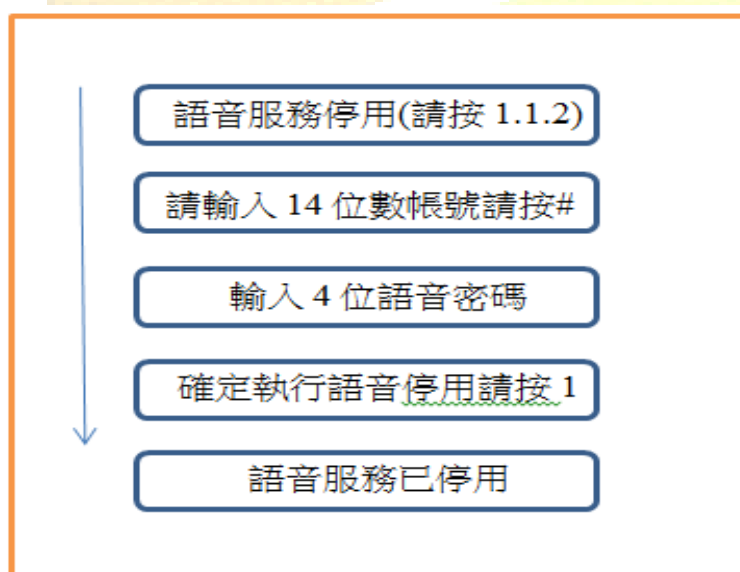 語音服務停用(請按 1.1.2)
請輸入 14 位數帳號請按#
輸入 4 位語音密碼
確定執行語音停用請按 1
語音服務已停用